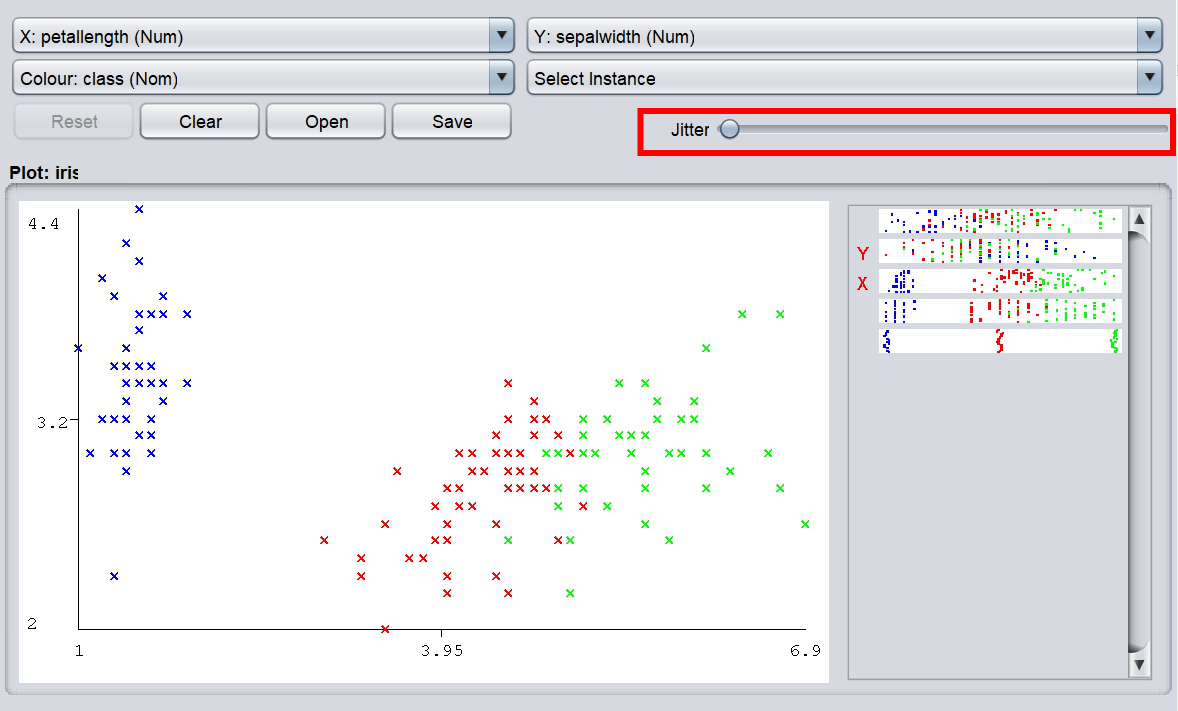 X: petallength (Num)
Y: sepalwidth (Num)
Colour: class (Nom)
Select Instance
Reset
Clear
Open
Save
Jitter
Plot: iris
4.4
3.2
2
1
3.95
6.9
Y
X